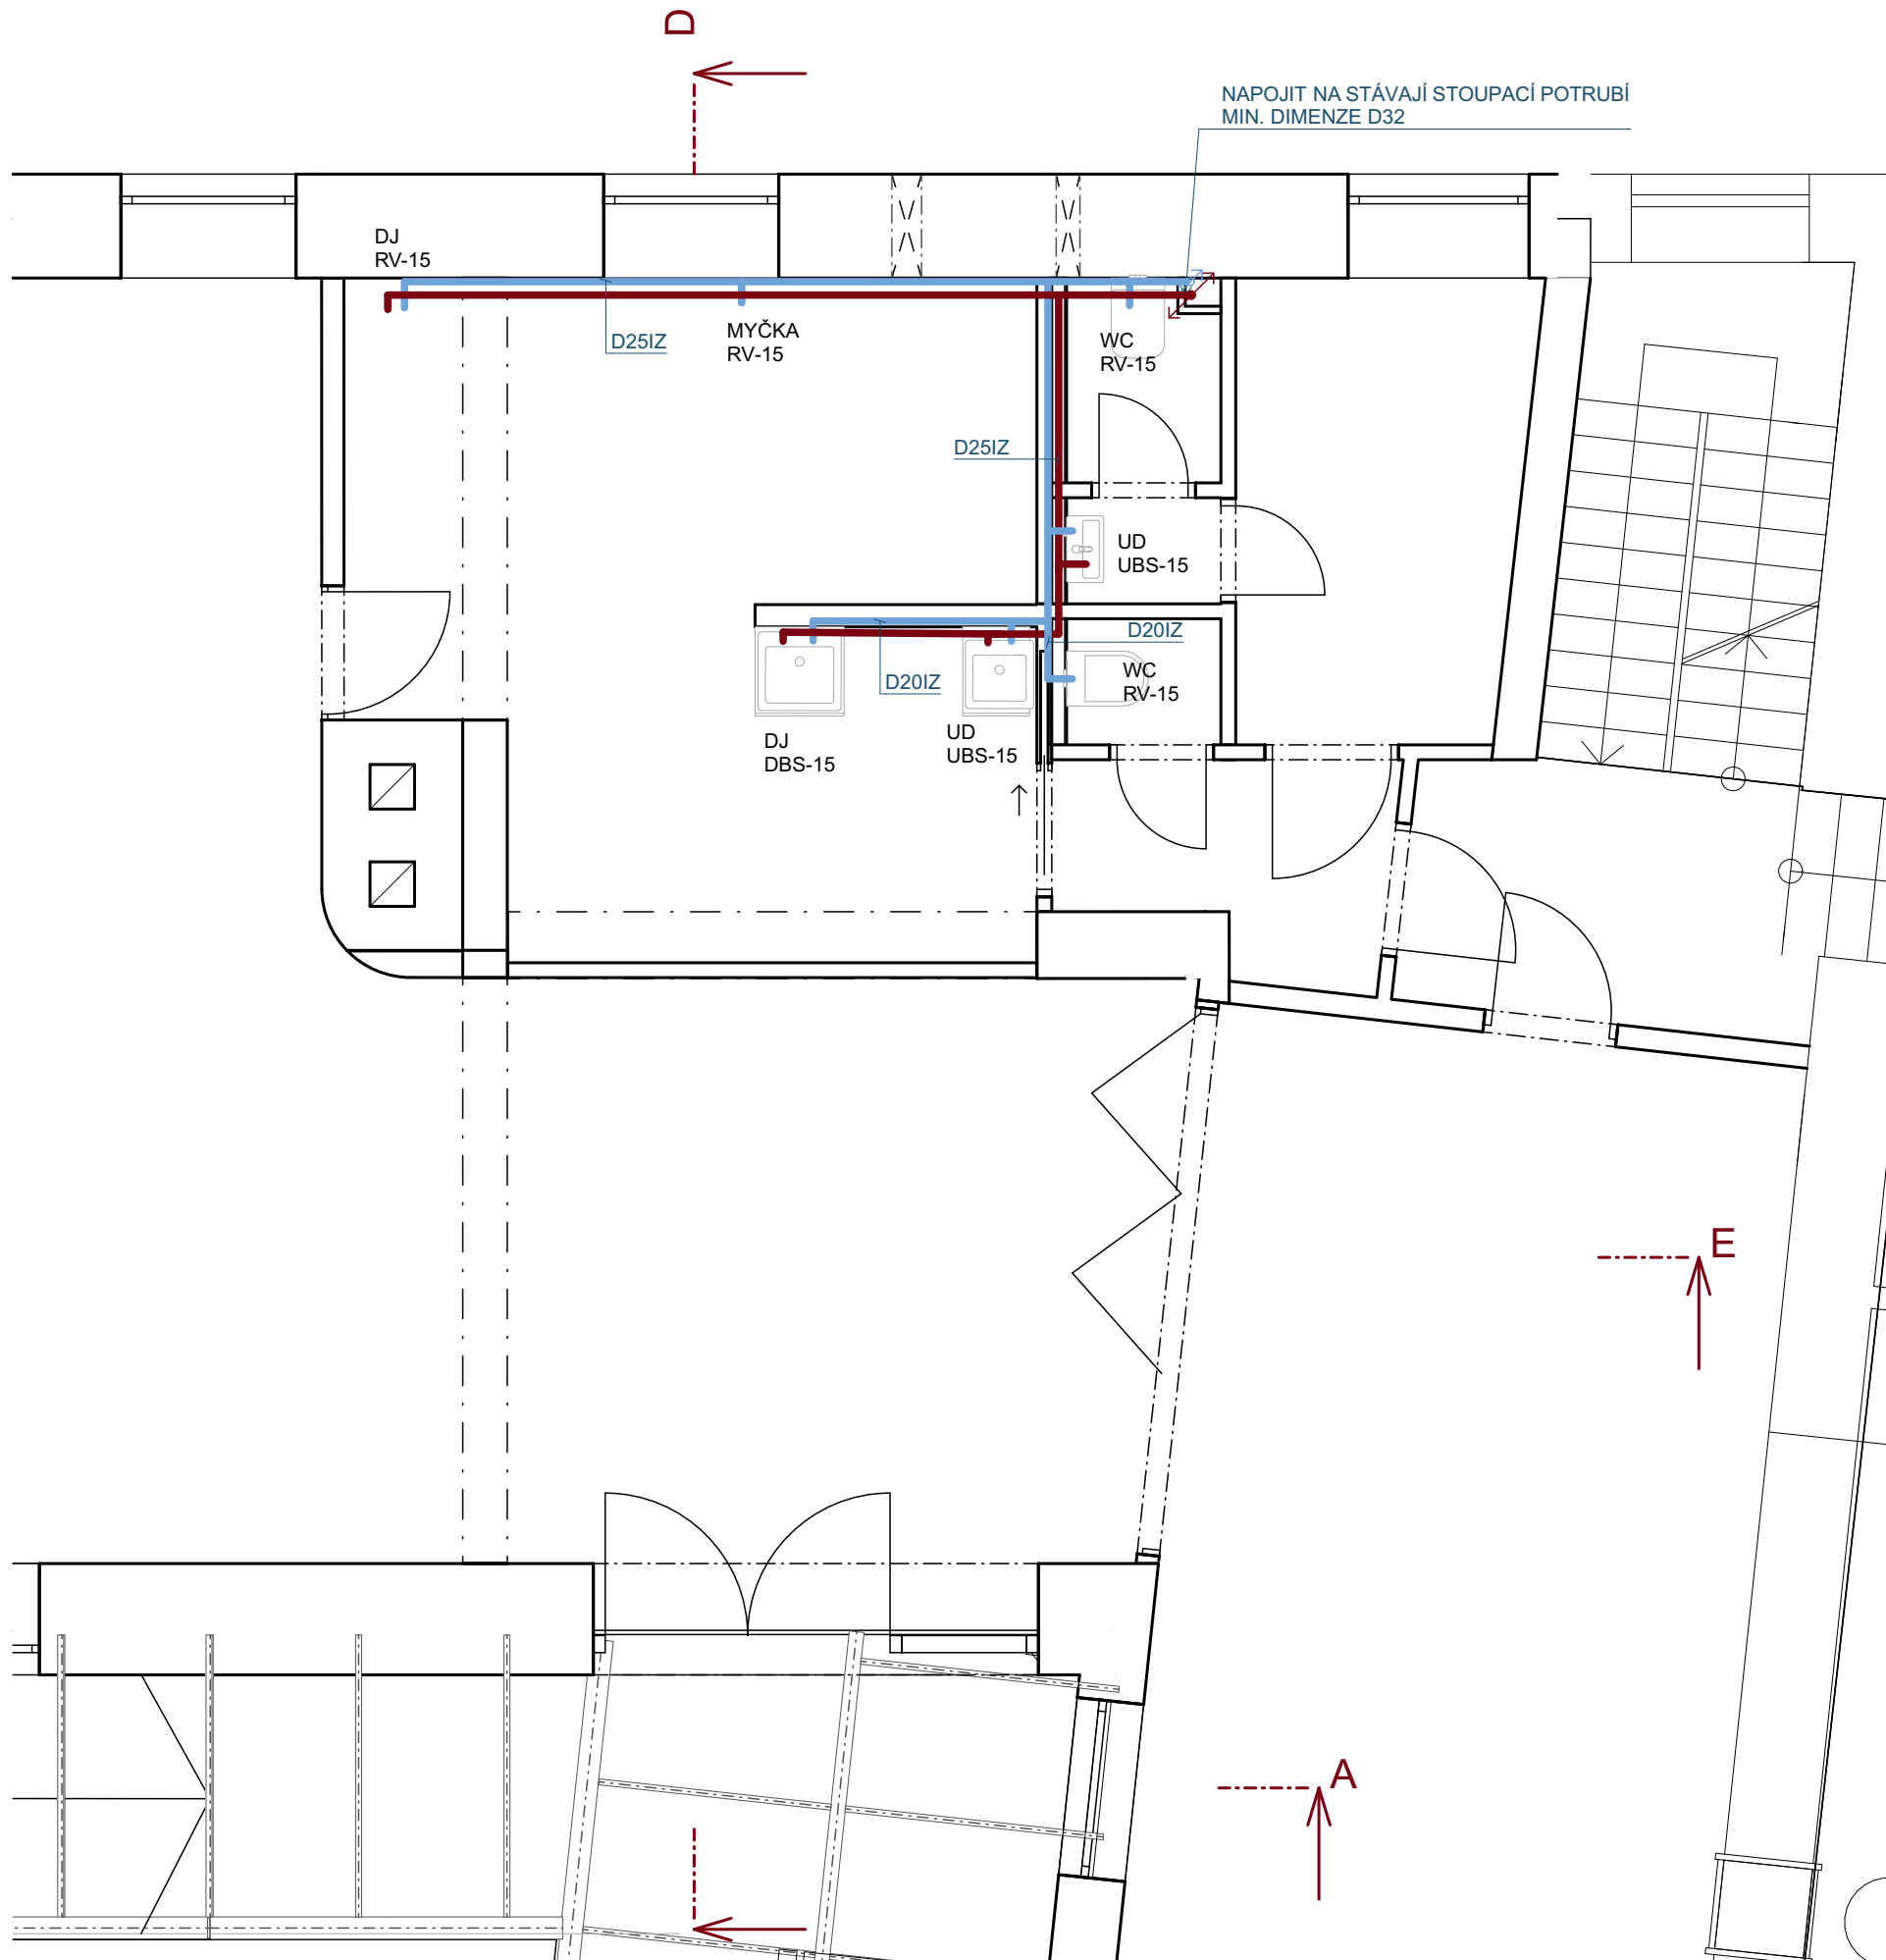 D
NAPOJIT NA STÁVAJÍ STOUPACÍ POTRUBÍ
MIN. DIMENZE D32
DJ
RV-15
D25IZ
MYČKA
RV-15
WC
RV-15
D25IZ
UD
UBS-15
D20IZ
WC
RV-15
D20IZ
UD
UBS-15
DJ
DBS-15
E
A